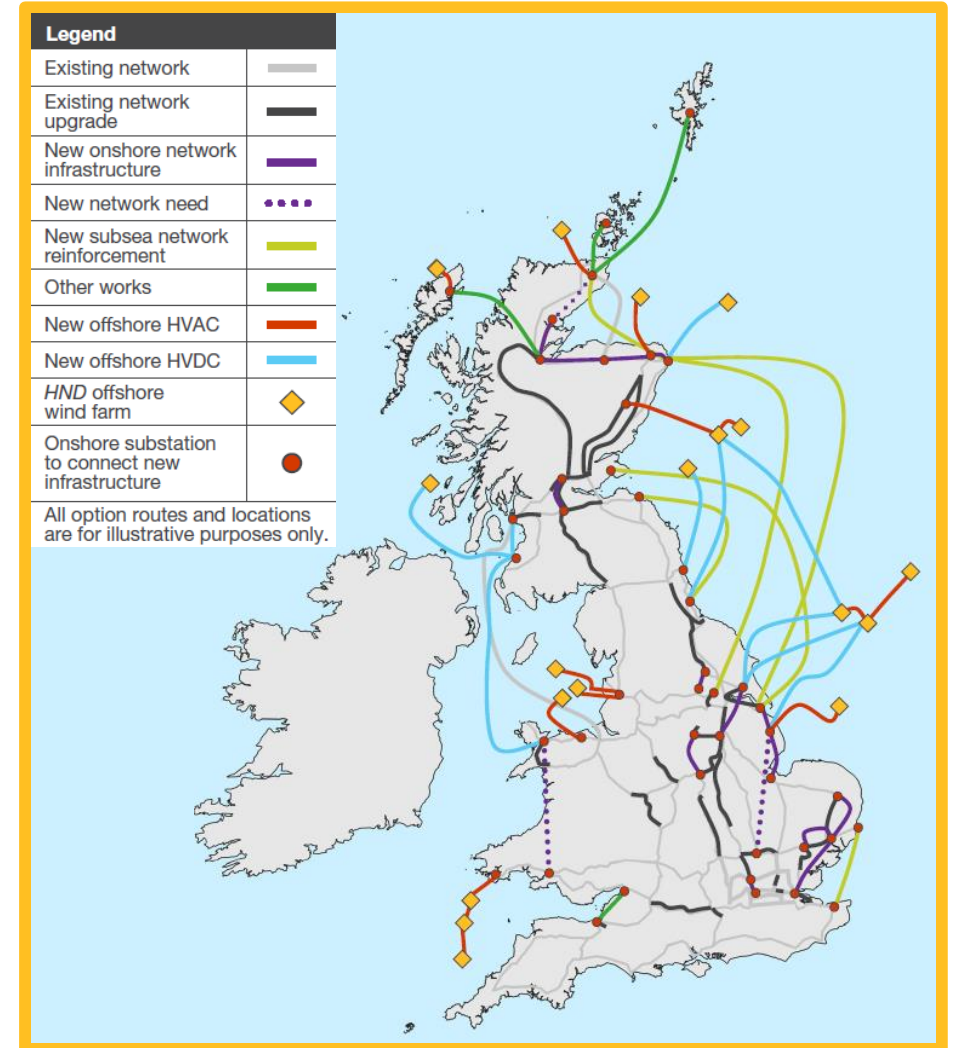 Legend
Existing network
Existing network
upgrade
New onshore network
infrastructure
New network need
New subsea network
reinforcement
Other works
New offshore HVAC
New offshore HVDC
HND offshore
wind farm
Onshore substation
to connect new
infrastructure
All option routes and locations
are for illustrative purposes only.